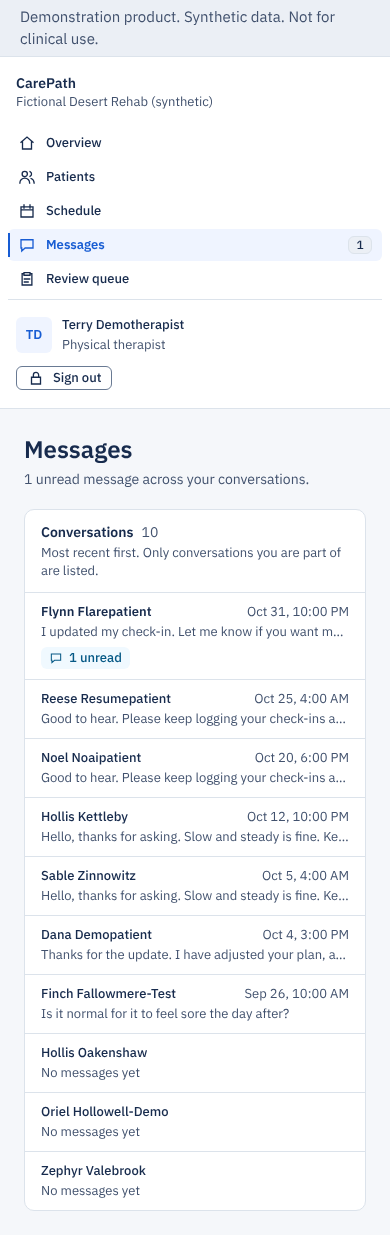 Demonstration product. Synthetic data. Not for
clinical use.
CarePath
Fictional Desert Rehab (synthetic)
Overview
Patients
Schedule
Messages 1
Review queue
TD
Terry Demotherapist
Physical therapist
Sign out
Messages
1 unread message across your conversations.
Conversations 10
Most recent first. Only conversations you are part of
are listed.
Flynn Flarepatient Oct 31, 10:00 PM
I updated my check-in. Let me know if you want m...
1 unread
Reese Resumepatient Oct 25, 4:00 AM
Good to hear. Please keep logging your check-ins a...
Noel Noaipatient Oct 20, 6:00 PM
Good to hear. Please keep logging your check-ins a...
Hollis Kettleby Oct 12, 10:00 PM
Hello, thanks for asking. Slow and steady is fine. Ke...
Sable Zinnowitz Oct 5, 4:00 AM
Hello, thanks for asking. Slow and steady is fine. Ke...
Dana Demopatient Oct 4, 3:00 PM
Thanks for the update. I have adjusted your plan, a...
Finch Fallowmere-Test Sep 26, 10:00 AM
Is it normal for it to feel sore the day after?
Hollis Oakenshaw
No messages yet
Oriel Hollowell-Demo
No messages yet
Zephyr Valebrook
No messages yet